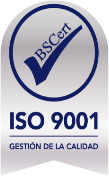 BSCert
ISO 9001
GESTIÓN DE LA CALIDAD